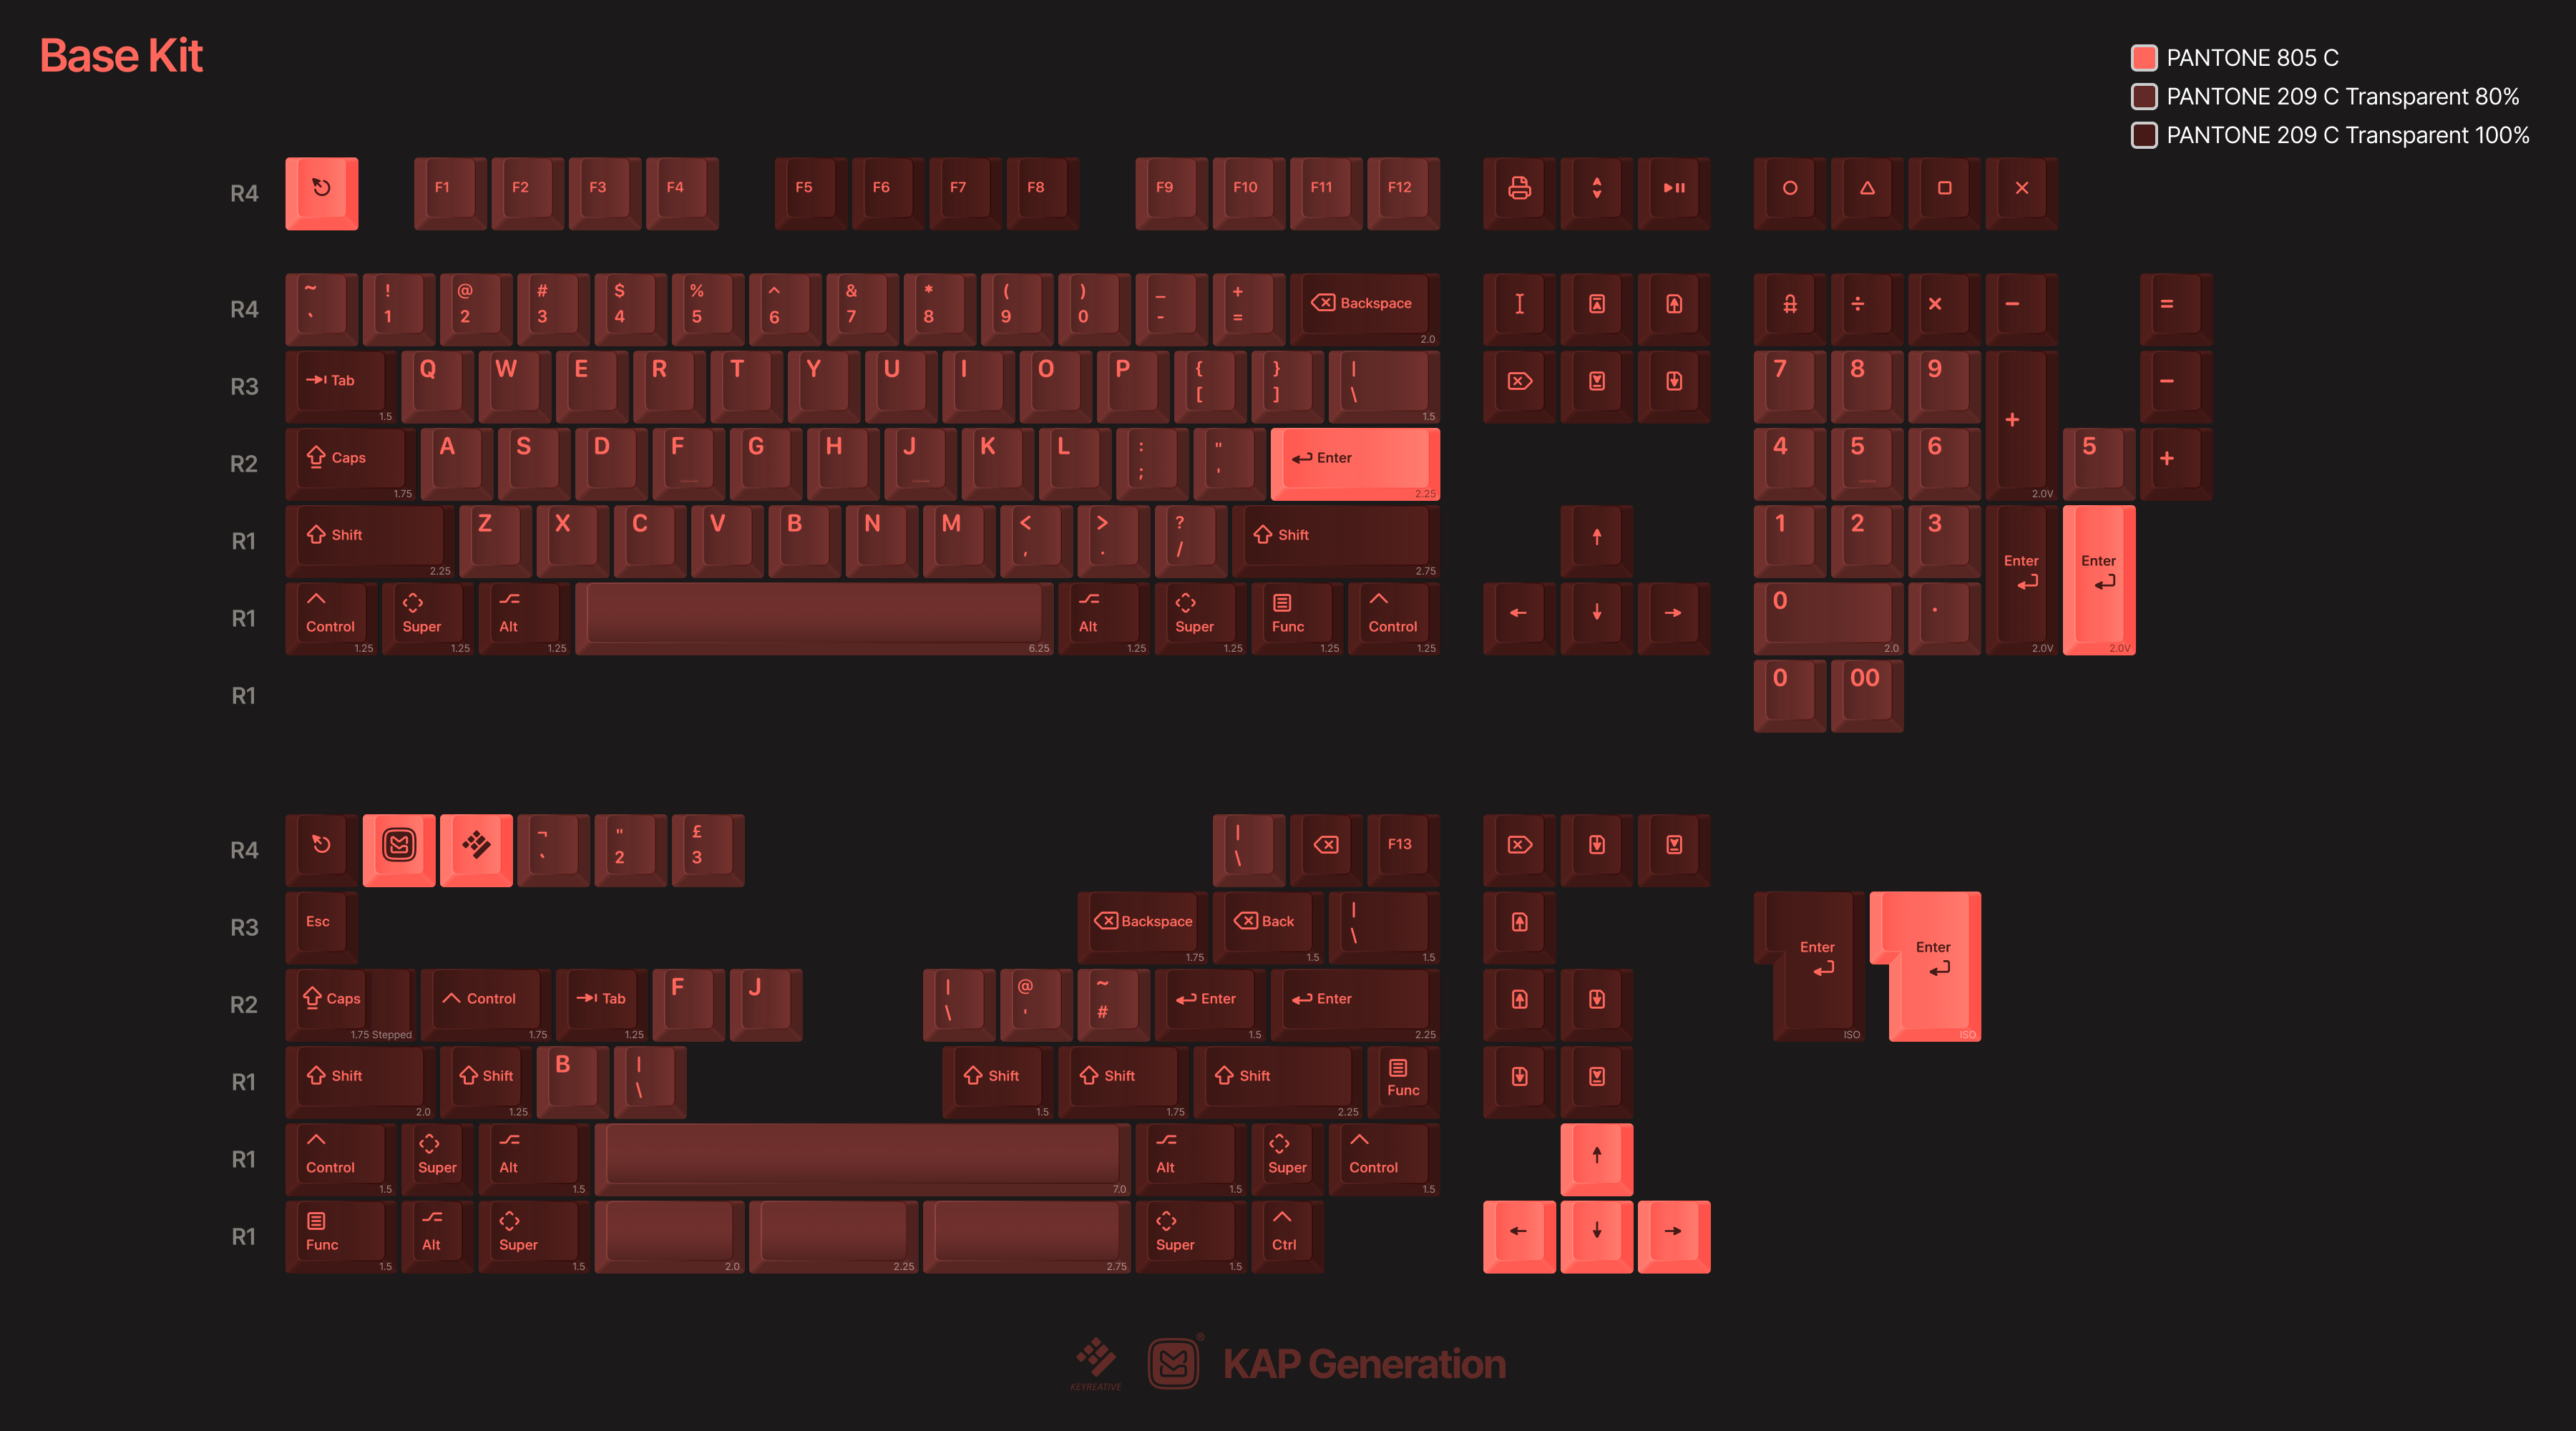 Base Kit
PANTONE 805 C
PANTONE 209 C Transparent 80%
PANTONE 209 C Transparent 100%
R4 F1 F2 F3 F4 F5 F6 F7 F8 F9 F10 F11 F12
R4 ~ ` ! 1 @ 2 # 3 $ 4 % 5 ^ 6 & 7 * 8 ( 9 ) 0 _ - + = Backspace 2.0 ÷ × − =
R3 Tab 1.5 Q W E R T Y U I O P { [ } ] | \ 1.5 7 8 9 + 2.0V −
R2 Caps 1.75 A S D F G H J K L : ; " ' Enter 2.25 4 5 6 5 +
R1 Shift 2.25 Z X C V B N M < , > . ? / Shift 2.75 1 2 3 Enter 2.0V Enter 2.0V
R1 Control 1.25 Super 1.25 Alt 1.25 6.25 Alt 1.25 Super 1.25 Func 1.25 Control 1.25 0 2.0 .
R1 0 00
R4 ¬ ` " 2 £ 3 | \ F13
R3 Esc Backspace 1.75 Back 1.5 | \ 1.5 Enter ISO Enter ISO
R2 Caps 1.75 Stepped Control 1.75 Tab 1.25 F J | \ @ ' ~ # Enter 1.5 Enter 2.25
R1 Shift 2.0 Shift 1.25 B | \ Shift 1.5 Shift 1.75 Shift 2.25 Func
R1 Control 1.5 Super Alt 1.5 7.0 Alt 1.5 Super Control 1.5
R1 Func 1.5 Alt Super 1.5 2.0 2.25 2.75 Super 1.5 Ctrl
KEYREATIVE ® KAP Generation